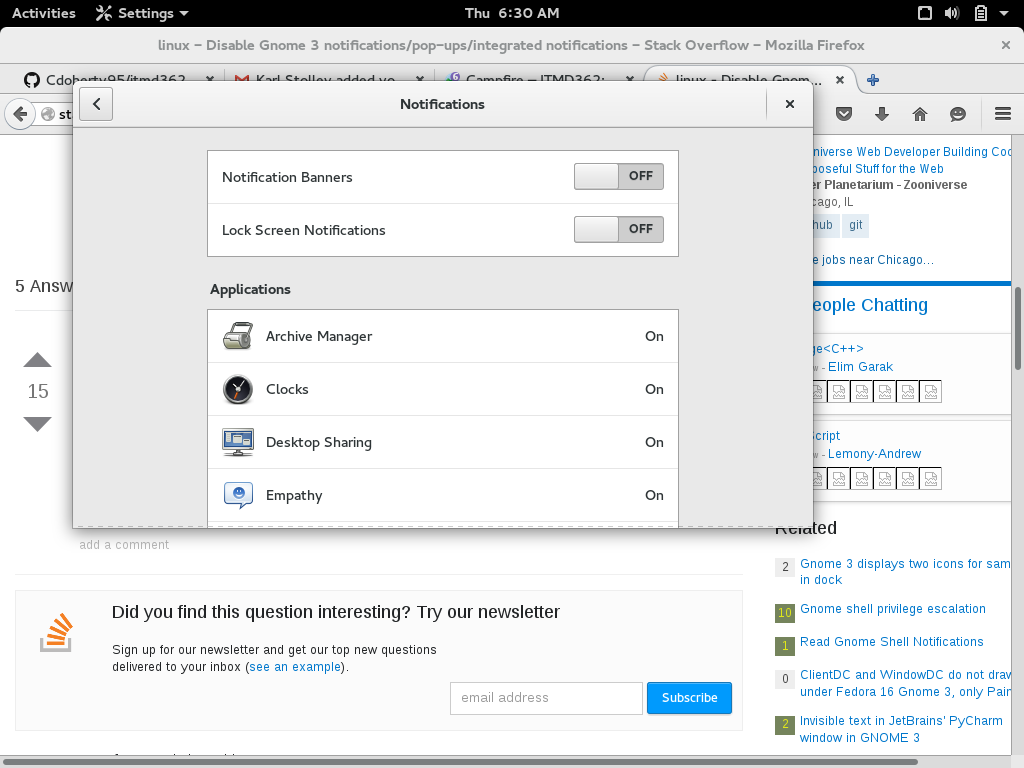 Activities Settings Thu 6:30 AM
linux – Disable Gnome 3 notifications/pop-ups/integrated notifications – Stack Overflow – Mozilla Firefox
Cdoherty95/itmd362 Karl Stolley added yo Campfire – ITMD362: linux - Disable Gnom...
st
Notifications
Notification Banners OFF
Lock Screen Notifications OFF
Applications
Archive Manager On
Clocks On
Desktop Sharing On
Empathy On
5 Answ
15
add a comment
Did you find this question interesting? Try our newsletter
Sign up for our newsletter and get our top new questions
delivered to your inbox (see an example).
email address Subscribe
niverse Web Developer Building Coo
poseful Stuff for the Web
er Planetarium - Zooniverse
cago, IL
hub git
e jobs near Chicago...
eople Chatting
ge<C++>
w - Elim Garak
Script
w - Lemony-Andrew
Related
2 Gnome 3 displays two icons for sam
in dock
10 Gnome shell privilege escalation
1 Read Gnome Shell Notifications
0 ClientDC and WindowDC do not draw
under Fedora 16 Gnome 3, only Pain
2 Invisible text in JetBrains' PyCharm
window in GNOME 3